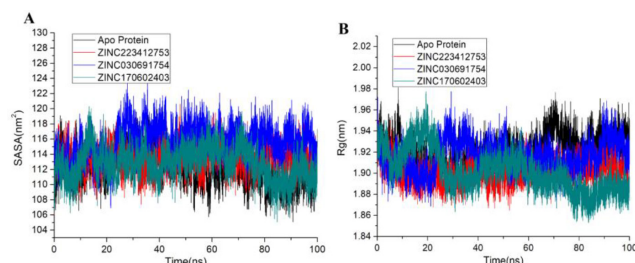 A
Apo Protein
ZINC223412753
ZINC030691754
ZINC170602403
SASA(nm²)
130
128
126
124
122
120
118
116
114
112
110
108
106
104
0 20 40 60 80 100
Time(ns)
B
Apo Protein
ZINC223412753
ZINC030691754
ZINC170602403
Rg(nm)
2.02
2.00
1.98
1.96
1.94
1.92
1.90
1.88
1.86
1.84
0 20 40 60 80 100
Time(ns)